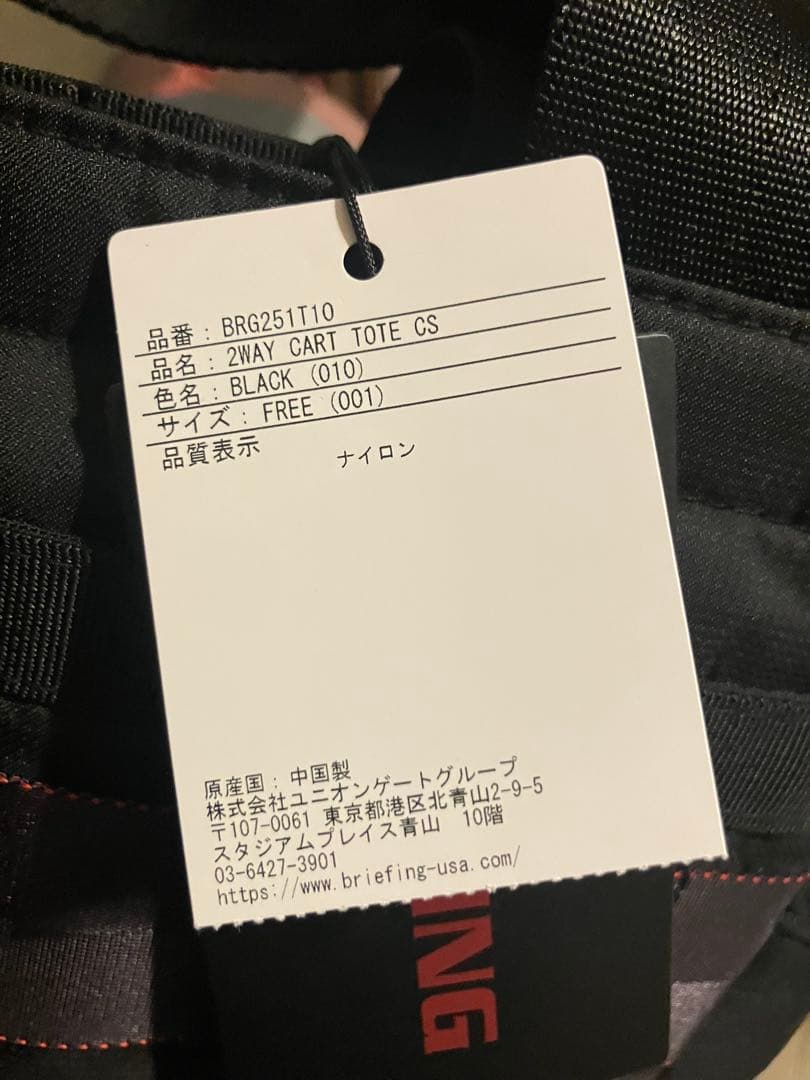 品番 : BRG251T10
品名 : 2WAY CART TOTE CS
色名 : BLACK (010)
サイズ : FREE (001)
品質表示
ナイロン
原産国 : 中国製
株式会社ユニオンゲートグループ
〒107-0061 東京都港区北青山2-9-5
スタジアムプレイス青山 10階
03-6427-3901
https://www.briefing-usa.com/
ING